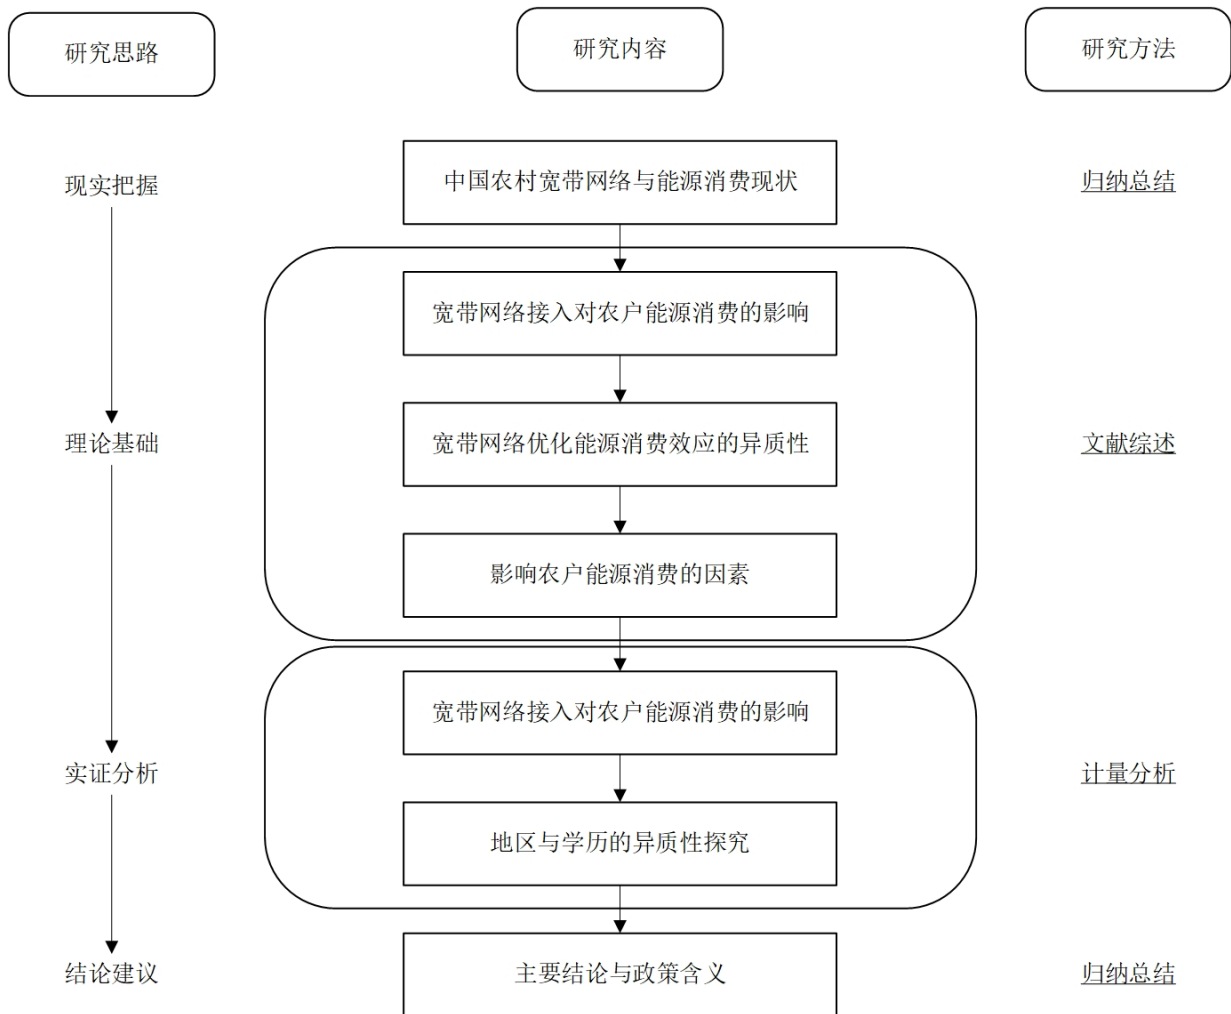 研究思路
研究内容
研究方法
现实把握
中国农村宽带网络与能源消费现状
归纳总结
宽带网络接入对农户能源消费的影响
理论基础
宽带网络优化能源消费效应的异质性
文献综述
影响农户能源消费的因素
宽带网络接入对农户能源消费的影响
实证分析
计量分析
地区与学历的异质性探究
结论建议
主要结论与政策含义
归纳总结